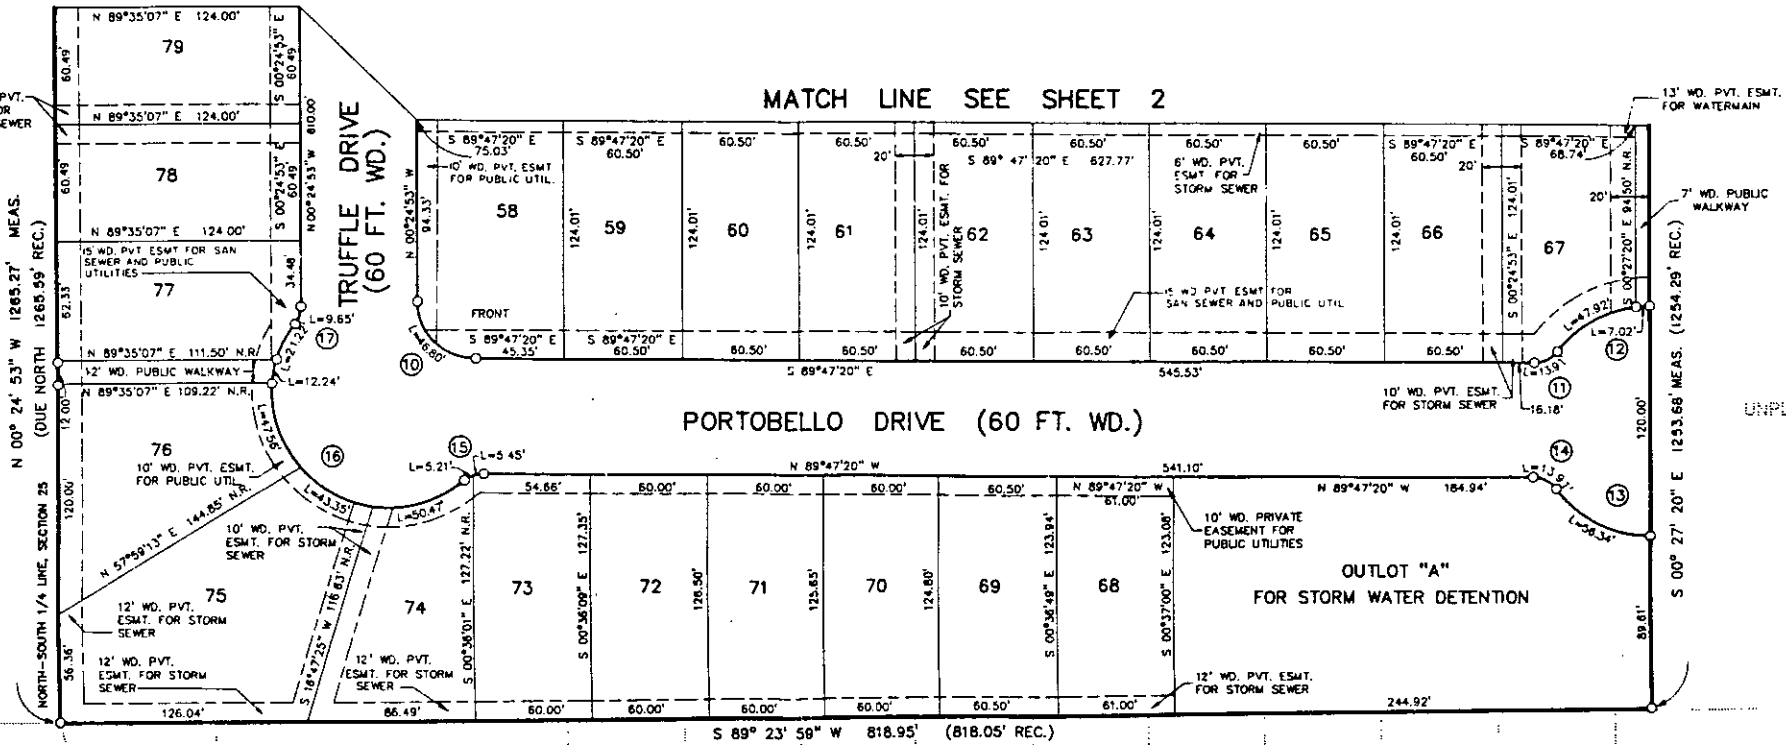 N 89°35'07" E 124.00'
79
60.49'
S 00°24'53" E
60.49
PVT.
OR
EWER
N 89°35'07" E 124.00'
60.49
78
S 00°24'53" E
60.49'
N00°24'53" W 810.00'
TRUFFLE DRIVE
(60 FT. WD.)
N 89°35'07" E 124 00'
15' WD. PVT ESMT FOR SAN
SEWER AND PUBLIC
UTILITIES
34.48'
77
62.33
L=9.65'
17
L=21.22'
N 89°35'07" E 111.50' N.R.
12' WD. PUBLIC WALKWAY
L=12.24'
N 89°35'07" E 109.22' N.R.
12.00'
N 00° 24' 53" W 1265.27' MEAS.
(DUE NORTH 1265.59' REC.)
NORTH-SOUTH 1/4 LINE, SECTION 25
MATCH LINE SEE SHEET 2
13' WD. PVT. ESMT.
FOR WATERMAIN
S 89°47'20" E
75.03'
S 89°47'20" E
60.50'
60.50'
60.50'
20'
60.50'
60.50'
60.50'
60.50'
S 89°47'20" E
60.50'
S 89°47'20" E
68.74'
S 89° 47' 20" E 627.77'
10' WD. PVT. ESMT
FOR PUBLIC UTIL.
6' WD. PVT.
ESMT FOR
STORM SEWER
20'
20'
7' WD. PUBLIC
WALKWAY
N 00°24'53" W
94.33'
58
124.01'
59
124.01'
60
124.01'
61
124.01'
10' WD. PVT. ESMT. FOR
STORM SEWER
62
124.01'
63
124.01'
64
124.01'
65
124.01'
66
S 00°24'53" E 124.01'
67
S 00°27'20" E 94.50' N.R.
15' WD PVT ESMT FOR
SAN SEWER AND PUBLIC UTIL
FRONT
L=46.80'
10
S 89°47'20" E
45.35'
S 89°47'20" E
60.50'
60.50'
60.50'
60.50'
60.50'
60.50'
60.50'
60.50'
S 89°47'20" E
545.53'
L=47.92'
L=7.02'
12
L=13.91'
11
10' WD. PVT. ESMT.
FOR STORM SEWER
16.18'
120.00'
PORTOBELLO DRIVE (60 FT. WD.)
S 00° 27' 20" E 1253.68' MEAS. (1254.29' REC.)
UNPL
76
10' WD. PVT. ESMT.
FOR PUBLIC UTIL.
L=47.56'
16
15
L=5.21'
L=5.45'
N 89°47'20" W
541.10'
14
L=13.97'
13
L=56.34'
120.00'
N 57°59'13" E 144.85' N.R.
L=43.35'
L=50.47'
54.66'
60.00'
60.00'
60.00'
60.50'
N 89°47'20" W
61.00'
N 89°47'20" W 184.94'
10' WD. PVT.
ESMT. FOR STORM
SEWER
10' WD. PRIVATE
EASEMENT FOR
PUBLIC UTILITIES
75
12' WD. PVT.
ESMT. FOR STORM
SEWER
74
73
72
71
70
69
68
S 00°36'09" E 127.35'
126.50'
125.65'
124.80'
S 00°36'49" E 123.94'
S 00°37'00" E 123.08'
OUTLOT "A"
FOR STORM WATER DETENTION
89.61'
56.36'
12' WD. PVT.
ESMT. FOR STORM
SEWER
12' WD. PVT.
ESMT. FOR STORM
SEWER
12' WD. PVT. ESMT.
FOR STORM SEWER
126.04'
86.49'
60.00'
60.00'
60.00'
60.50'
61.00'
244.92'
S 89° 23' 59" W 818.95' (818.05' REC.)